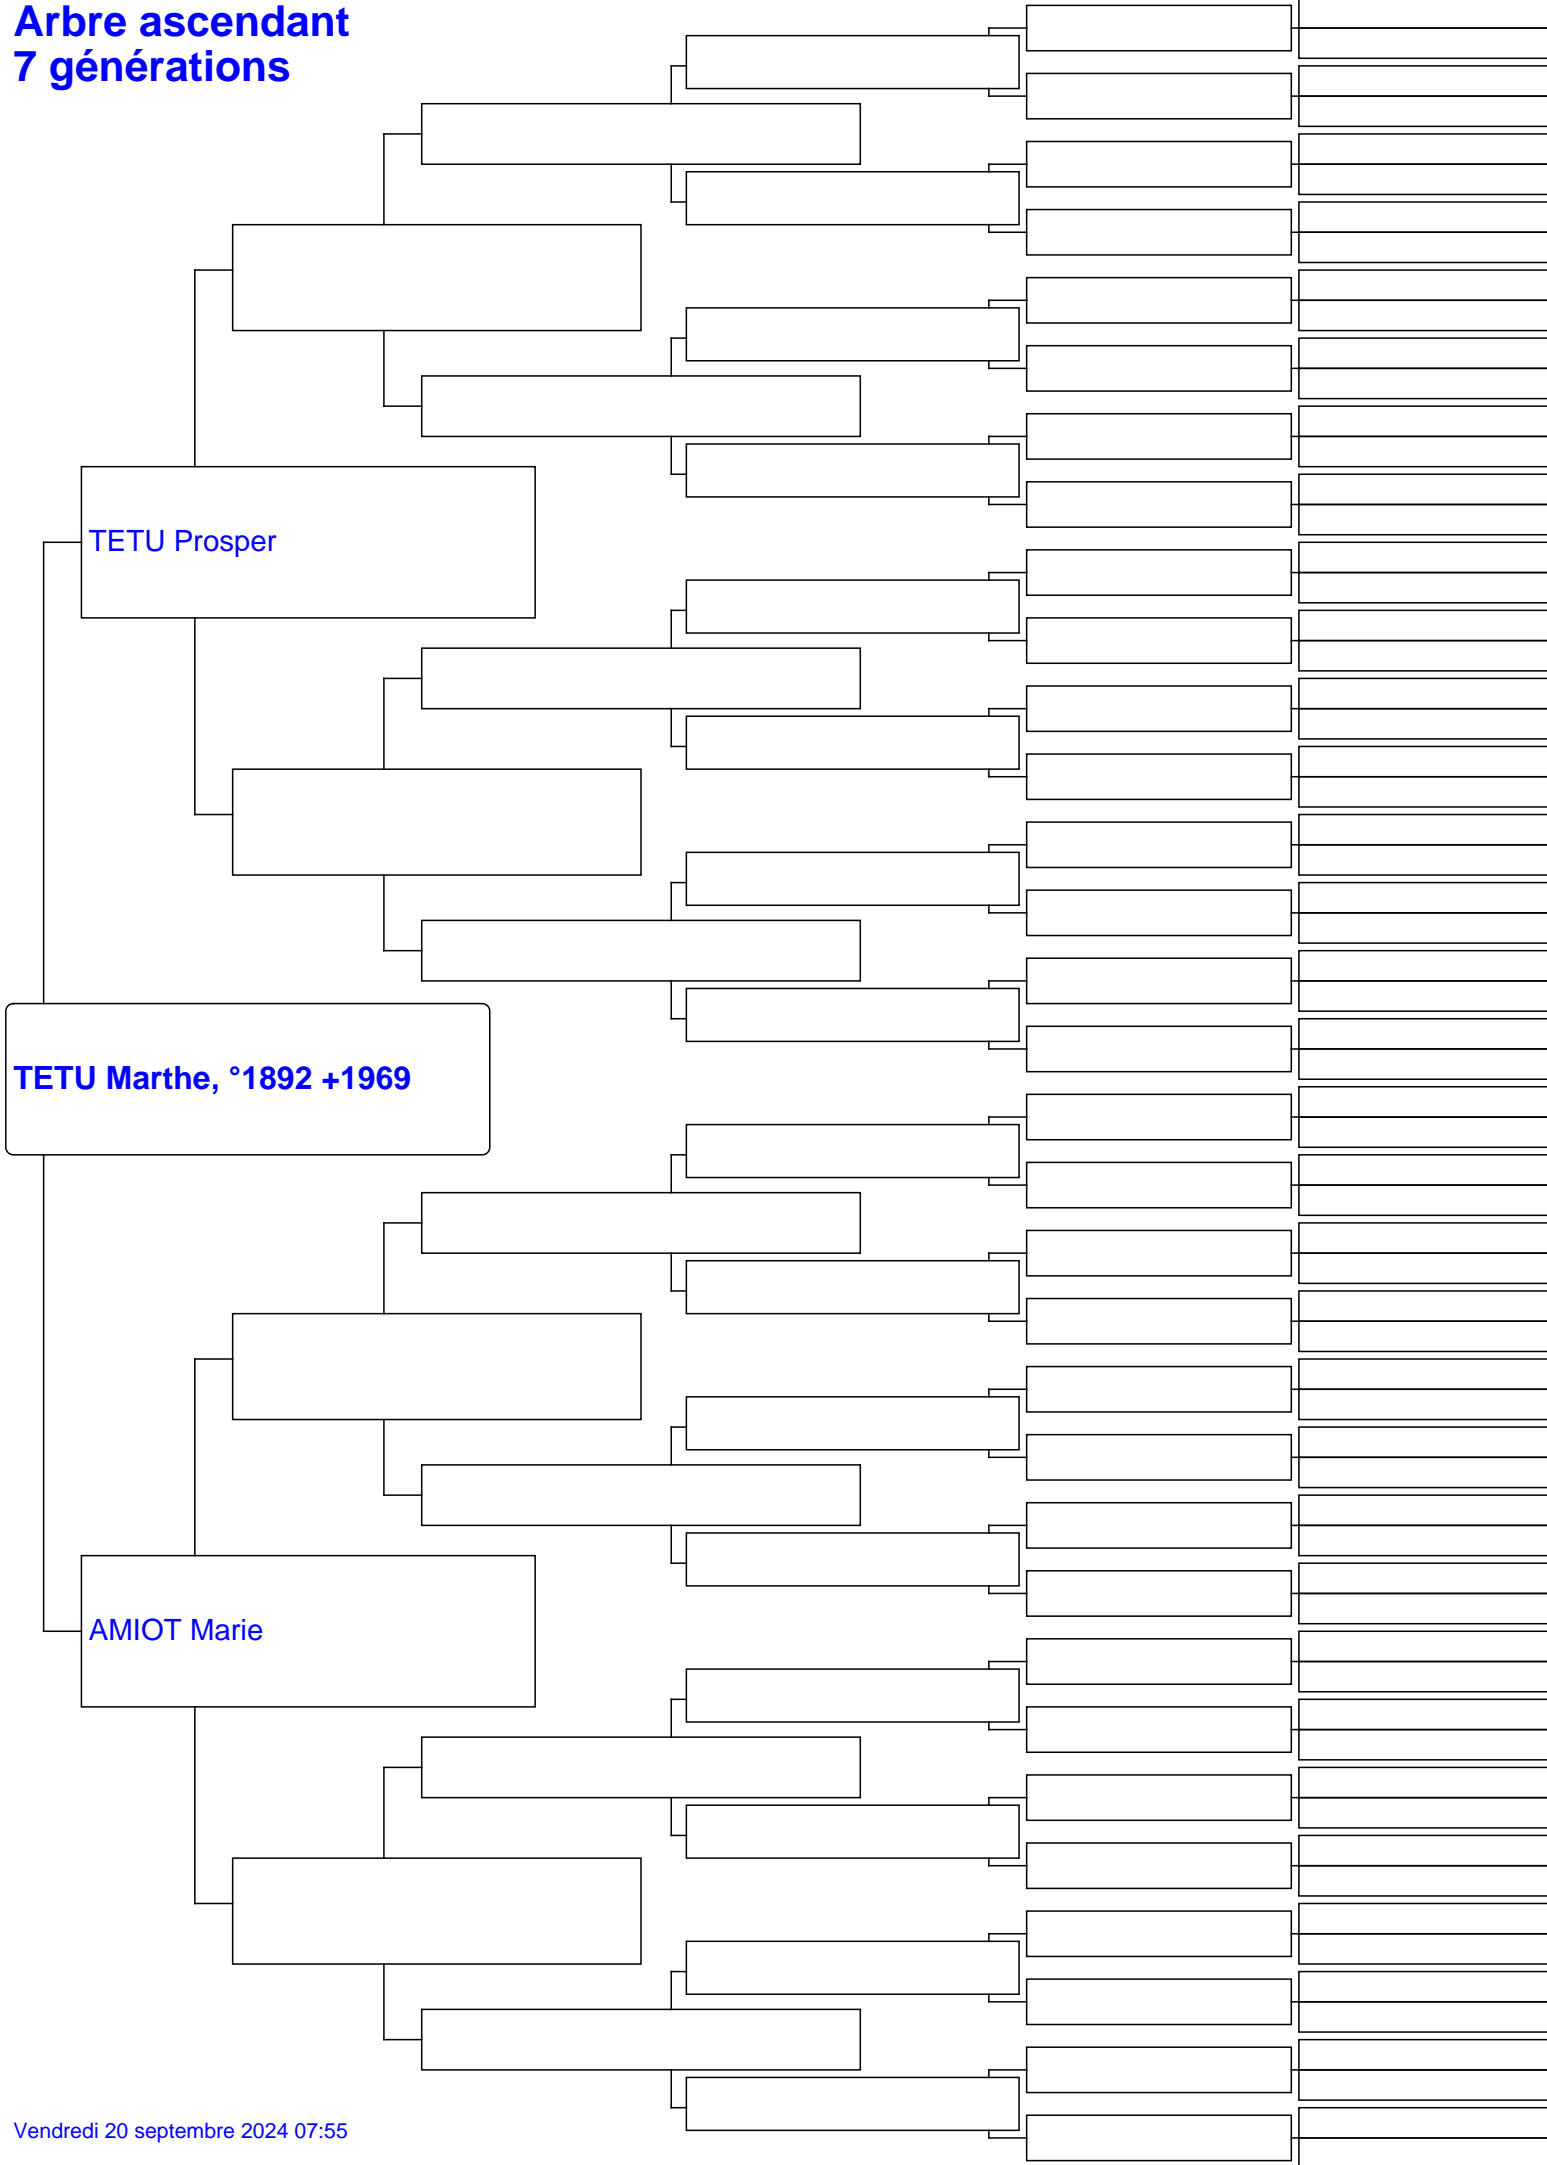 Arbre ascendant
7 générations
TETU Prosper
TETU Marthe, °1892 +1969
AMIOT Marie
Vendredi 20 septembre 2024 07:55